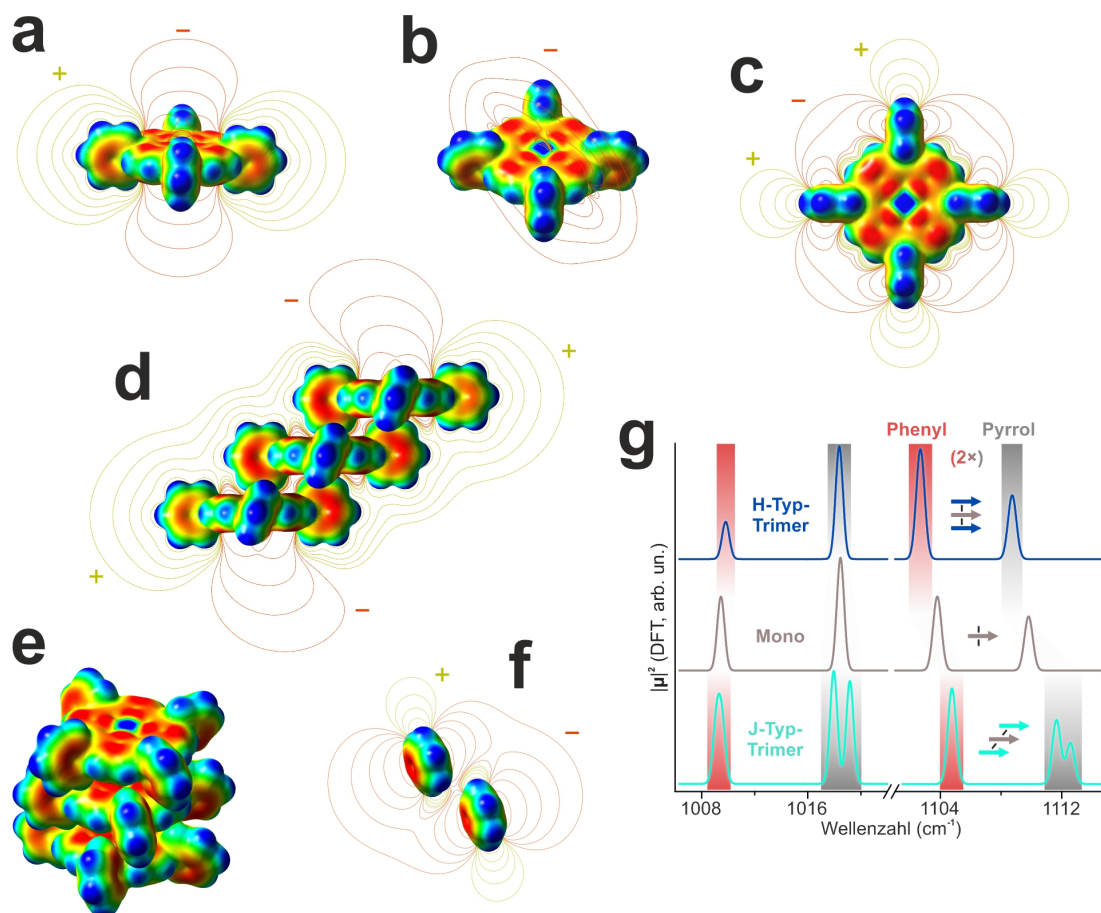 a
−
+
b
−
c
+
−
+
d
−
+
+
−
e
f
+
−
g
Phenyl Pyrrol
(2×)
H-Typ-
Trimer
Mono
J-Typ-
Trimer
|μ|² (DFT, arb. un.)
1008 1016 1104 1112
Wellenzahl (cm⁻¹)